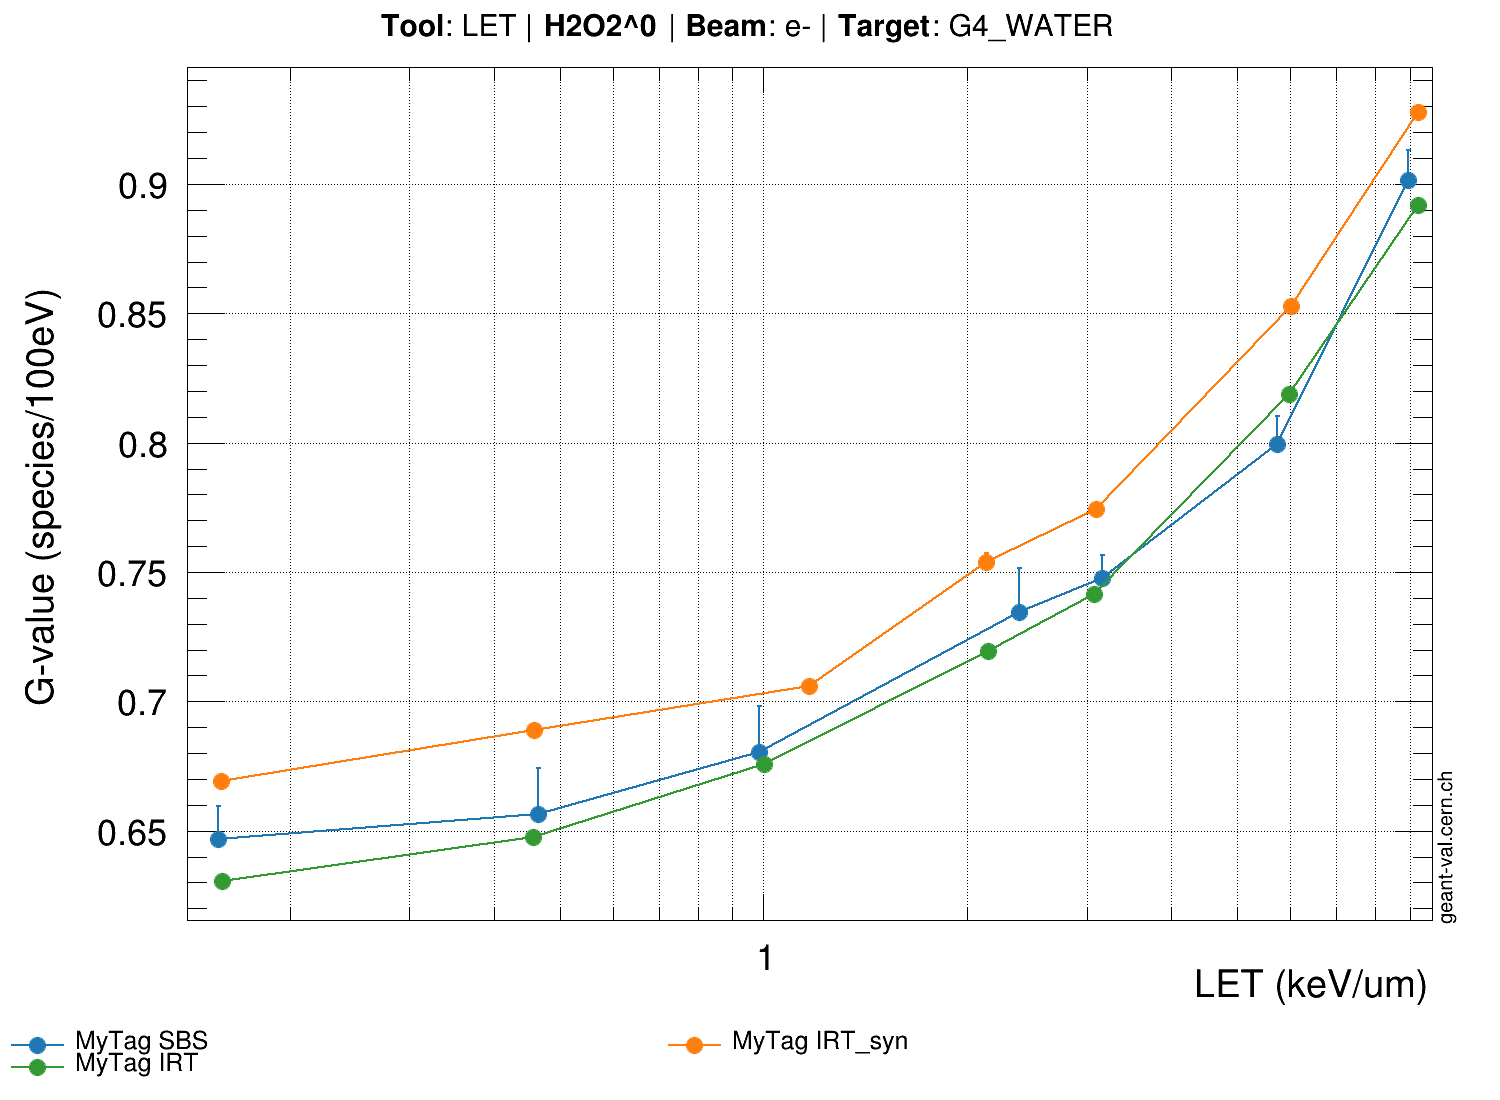 Tool: LET | H2O2^0 | Beam: e- | Target: G4_WATER
0.9
0.85
0.8
0.75
0.7
0.65
G-value (species/100eV)
1
LET (keV/um)
geant-val.cern.ch
MyTag SBS
MyTag IRT_syn
MyTag IRT